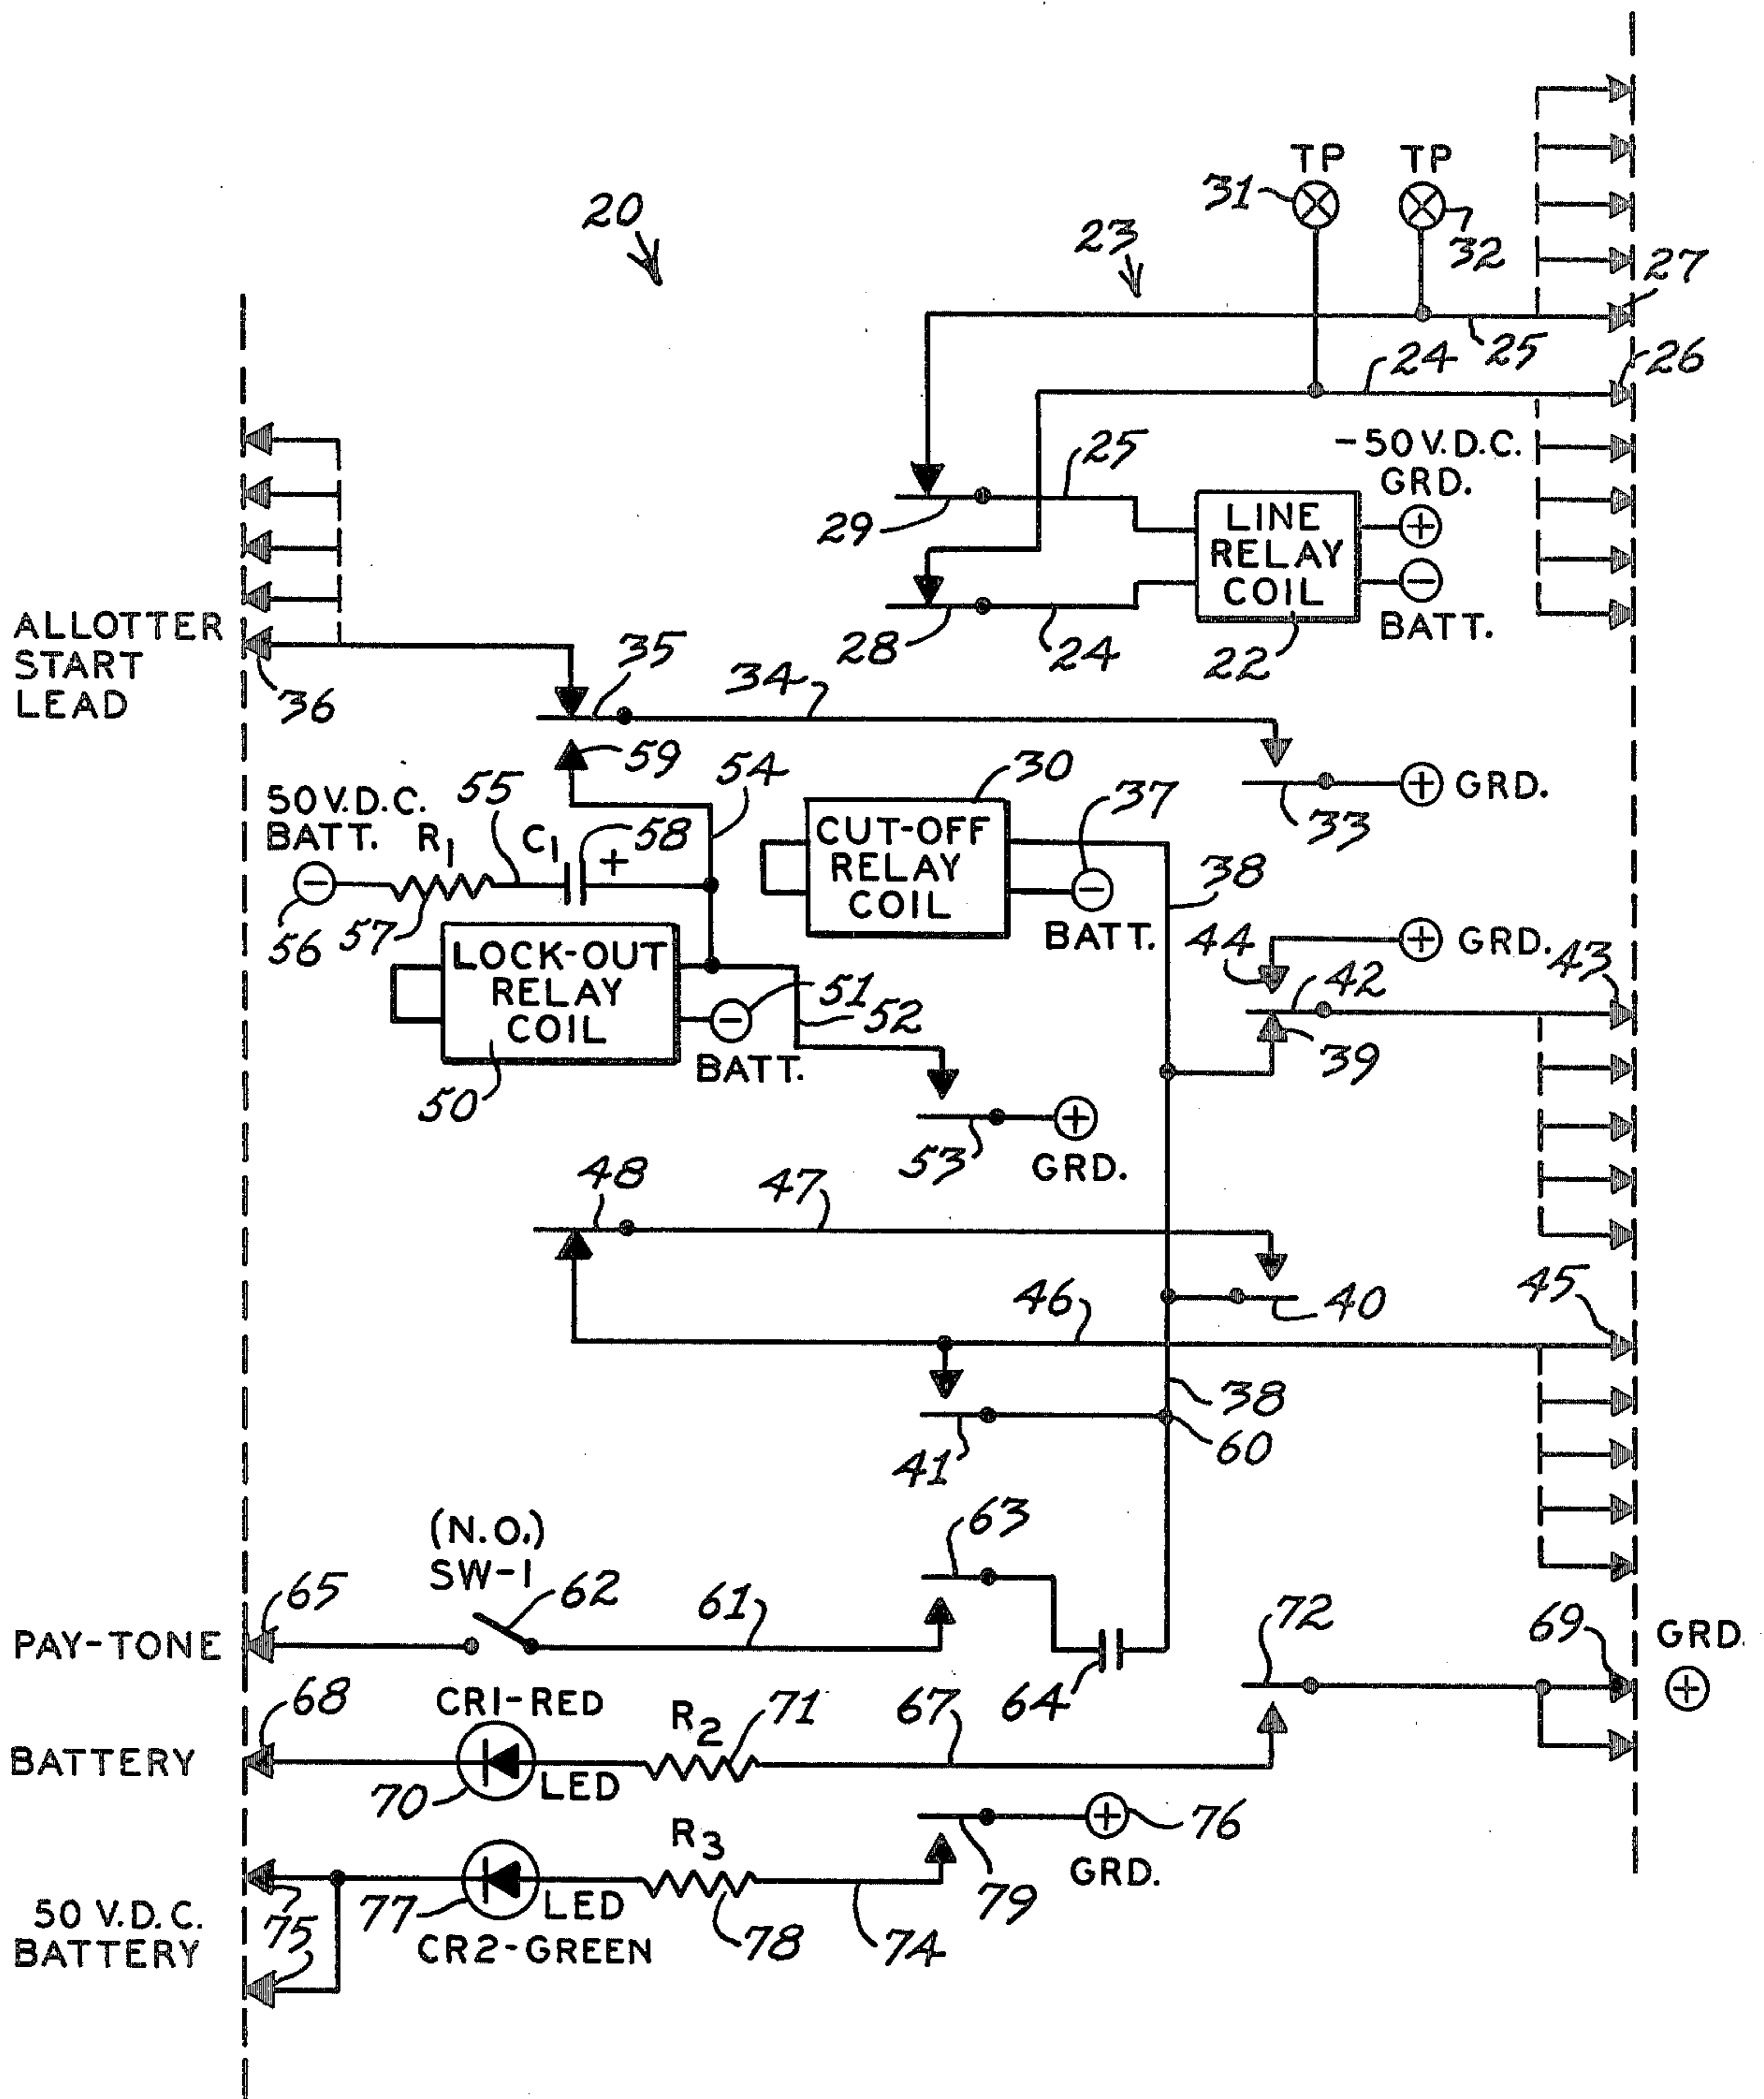 TP TP
31
32
20
23
27
25
24
26
-50 V.D.C.
GRD.
25
29
LINE
RELAY
COIL
+
−
BATT.
28
24
22
ALLOTTER
START
LEAD
36
35
34
59
54
30
+ GRD.
33
50 V.D.C.
BATT.
55
R1
C1
58
+
−
56
57
CUT-OFF
RELAY
COIL
37
−
BATT.
38
44
+ GRD.
42
43
39
LOCK-OUT
RELAY
COIL
51
−
52
BATT.
50
53
+
GRD.
48
47
40
46
45
38
41
60
(N.O.)
SW-1
63
65
62
61
PAY-TONE
64
72
69
GRD.
+
68
CR1-RED
R2
71
67
BATTERY
70
LED
R3
+
76
GRD.
79
50 V.D.C.
BATTERY
75
77
LED
CR2-GREEN
78
74